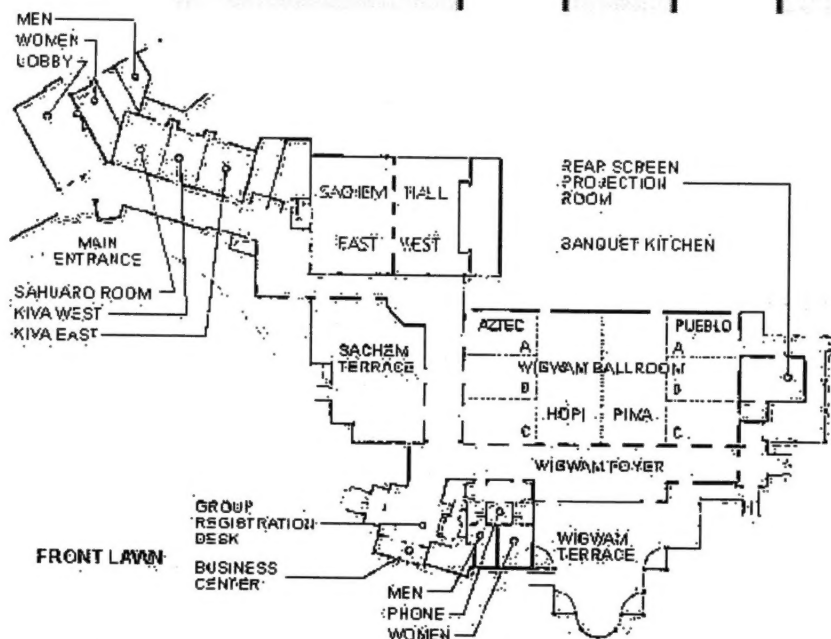 MEN
WOMEN
LOBBY
SACHEM HALL
EAST WEST
REAR SCREEN
PROJECTION
ROOM
BANQUET KITCHEN
MAIN
ENTRANCE
SAHUARO ROOM
KIVA WEST
KIVA EAST
SACHEM
TERRACE
AZTEC
PUEBLO
A
A
WIGWAM BALLROOM
B
B
HOPI
PIMA
C
C
WIGWAM FOYER
GROUP
REGISTRATION
DESK
BUSINESS
CENTER
FRONT LAWN
WIGWAM
TERRACE
MEN
PHONE
WOMEN